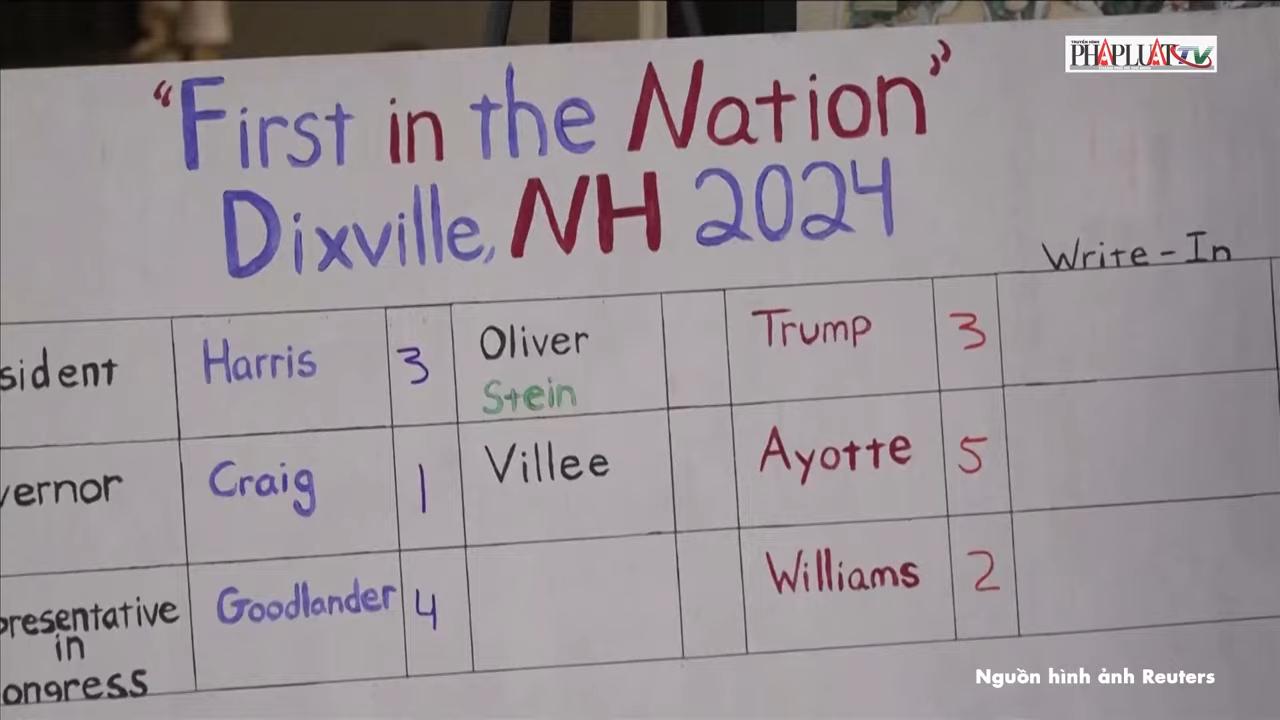 "First in the Nation"
Dixville, NH 2024
PHÁPLUẬT TV
Write-In
sident Harris 3 Oliver Trump 3
Stein
vernor Craig 1 Villee Ayotte 5
presentative Goodlander 4 Williams 2
in
ongress
Nguồn hình ảnh Reuters